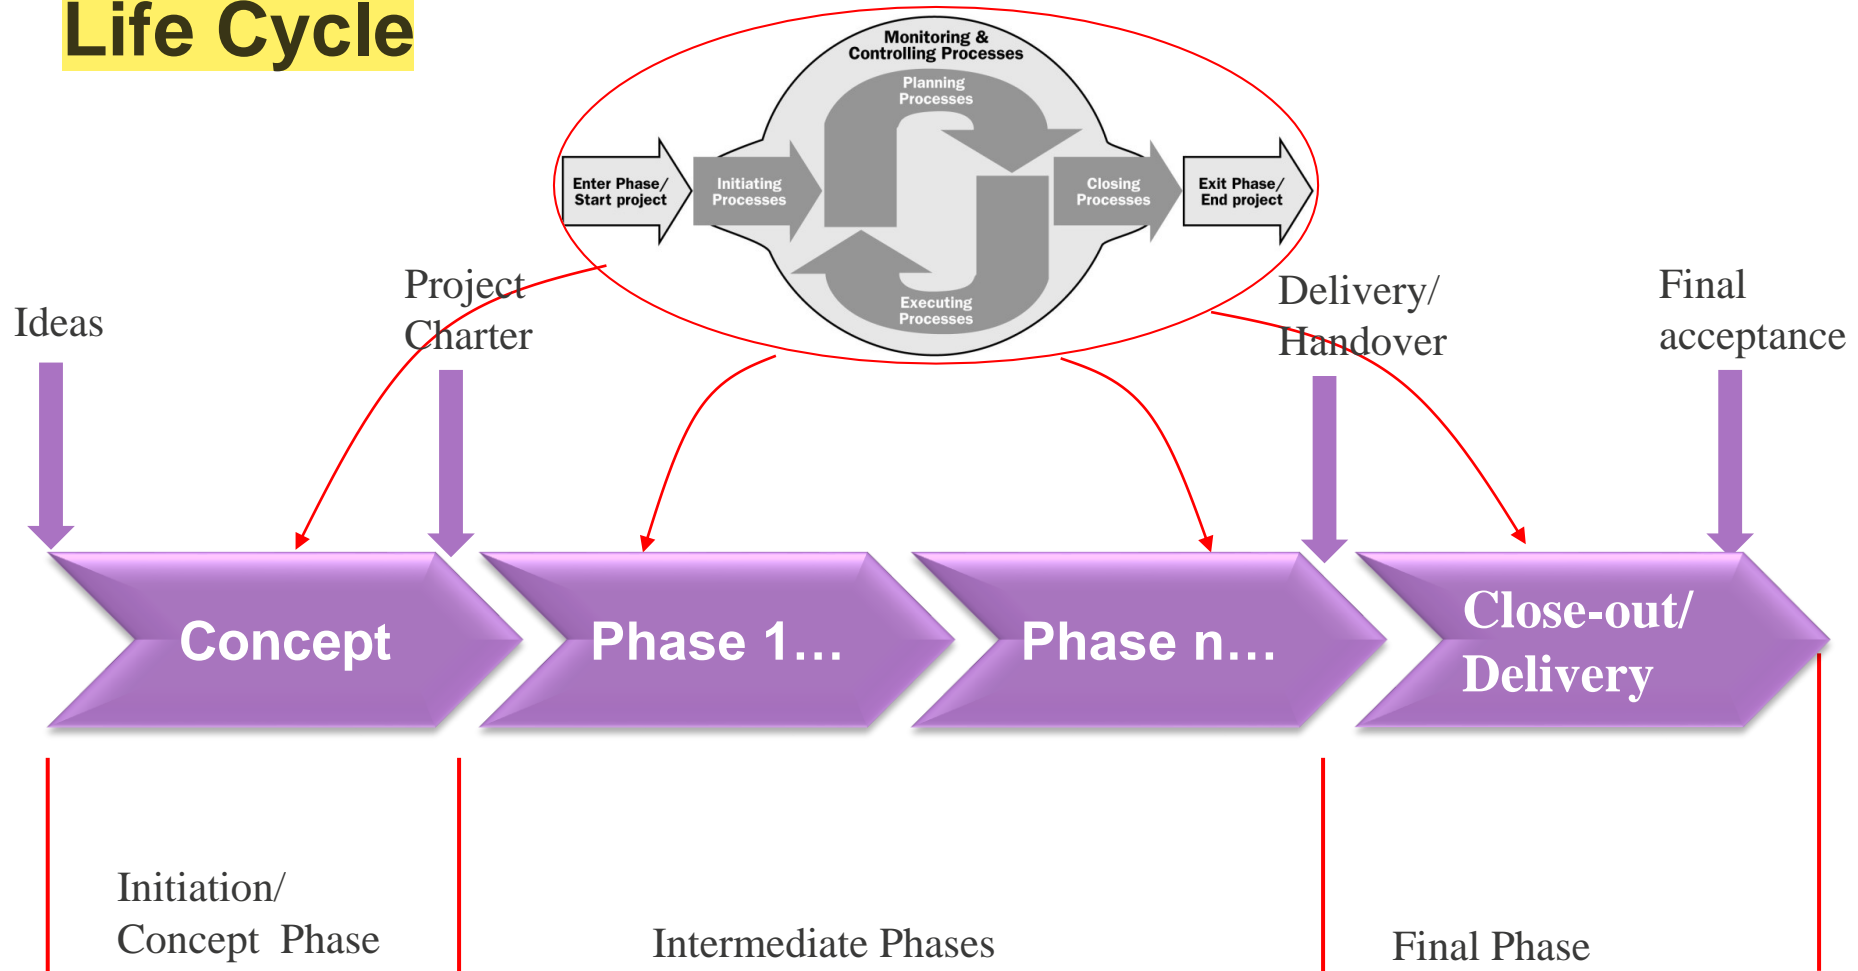 Life Cycle
Monitoring &
Controlling Processes
Planning
Processes
Enter Phase/
Start project
Initiating
Processes
Closing
Processes
Exit Phase/
End project
Executing
Processes
Ideas
Project
Charter
Delivery/
Handover
Final
acceptance
Concept
Phase 1...
Phase n...
Close-out/
Delivery
Initiation/
Concept Phase
Intermediate Phases
Final Phase